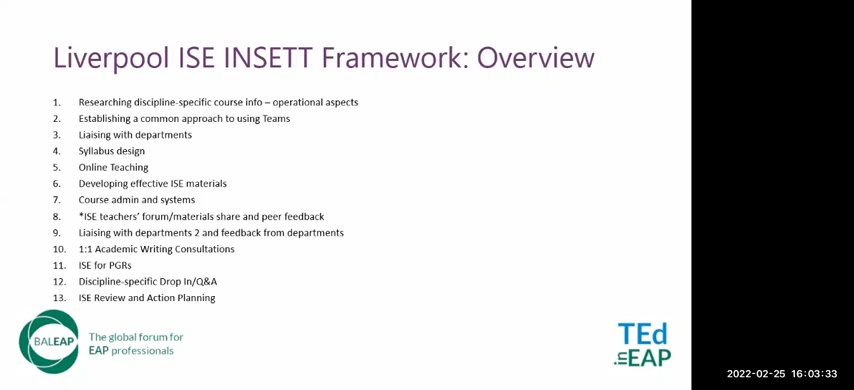 Liverpool ISE INSETT Framework: Overview
1. Researching discipline-specific course info – operational aspects
2. Establishing a common approach to using Teams
3. Liaising with departments
4. Syllabus design
5. Online Teaching
6. Developing effective ISE materials
7. Course admin and systems
8. *ISE teachers' forum/materials share and peer feedback
9. Liaising with departments 2 and feedback from departments
10. 1:1 Academic Writing Consultations
11. ISE for PGRs
12. Discipline-specific Drop In/Q&A
13. ISE Review and Action Planning
BALEAP
The global forum for
EAP professionals
TEd
.inEAP
2022-02-25 16:03:33